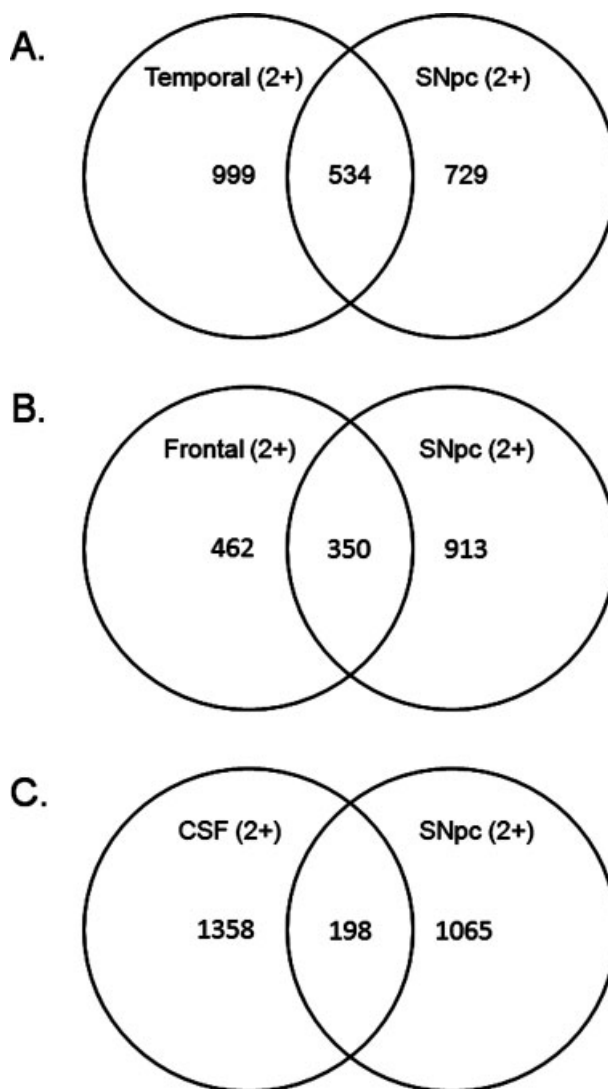 A.
Temporal (2+) SNpc (2+)
999 534 729
B.
Frontal (2+) SNpc (2+)
462 350 913
C.
CSF (2+) SNpc (2+)
1358 198 1065